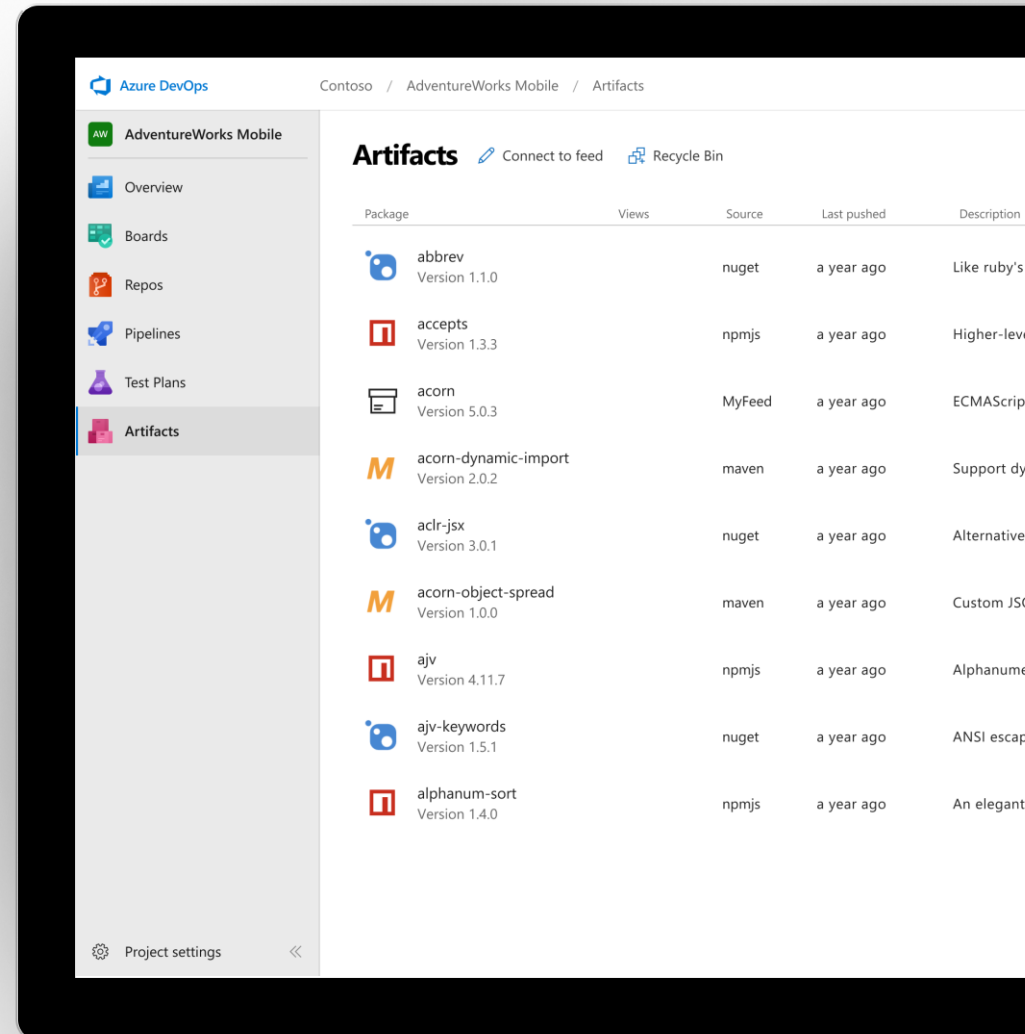 Azure DevOps
Contoso / AdventureWorks Mobile / Artifacts
AW AdventureWorks Mobile
Overview
Boards
Repos
Pipelines
Test Plans
Artifacts
Project settings
Artifacts Connect to feed Recycle Bin
Package Views Source Last pushed Description
abbrev
Version 1.1.0
nuget a year ago Like ruby's
accepts
Version 1.3.3
npmjs a year ago Higher-leve
acorn
Version 5.0.3
MyFeed a year ago ECMAScrip
acorn-dynamic-import
Version 2.0.2
maven a year ago Support dy
aclr-jsx
Version 3.0.1
nuget a year ago Alternative
acorn-object-spread
Version 1.0.0
maven a year ago Custom JSO
ajv
Version 4.11.7
npmjs a year ago Alphanume
ajv-keywords
Version 1.5.1
nuget a year ago ANSI escap
alphanum-sort
Version 1.4.0
npmjs a year ago An elegant